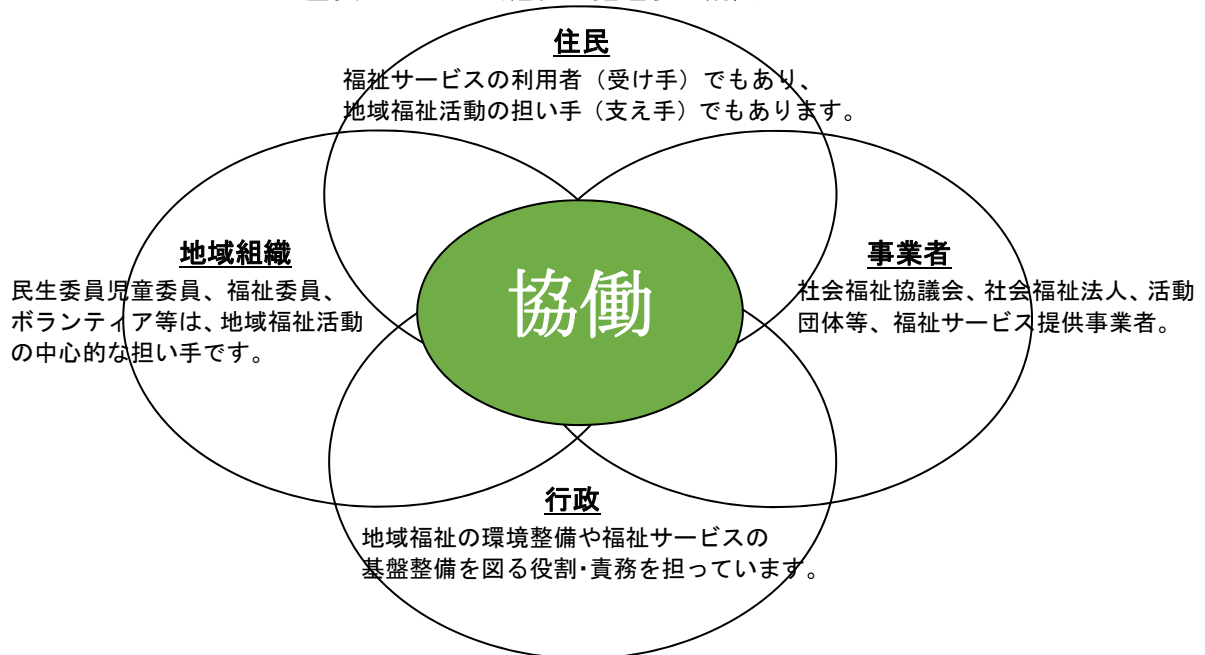 住民
福祉サービスの利用者（受け手）でもあり、
地域福祉活動の担い手（支え手）でもあります。
地域組織
民生委員児童委員、福祉委員、
ボランティア等は、地域福祉活動
の中心的な担い手です。
協働
事業者
社会福祉協議会、社会福祉法人、活動
団体等、福祉サービス提供事業者。
行政
地域福祉の環境整備や福祉サービスの
基盤整備を図る役割・責務を担っています。